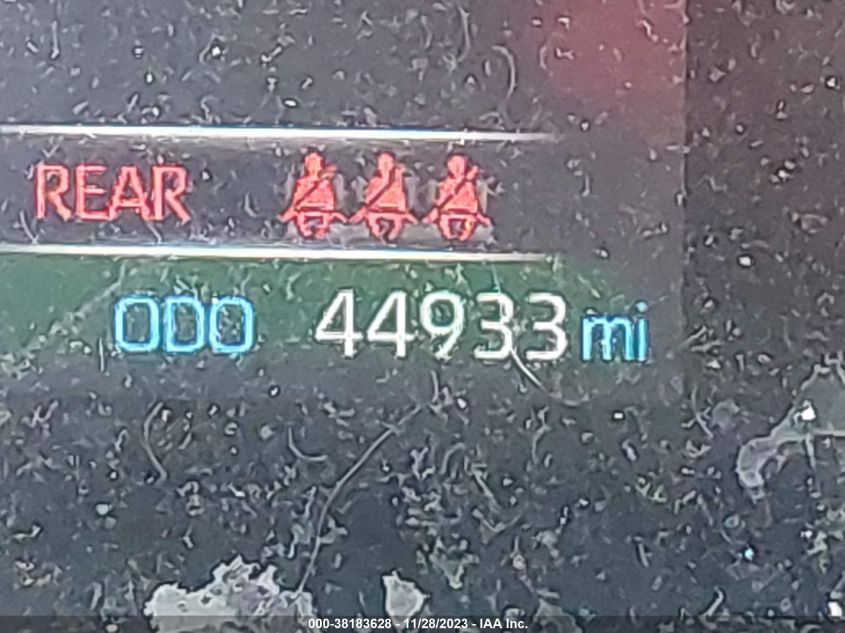 REAR
ODO 44933 mi
000-38183628 - 11/28/2023 - IAA Inc.